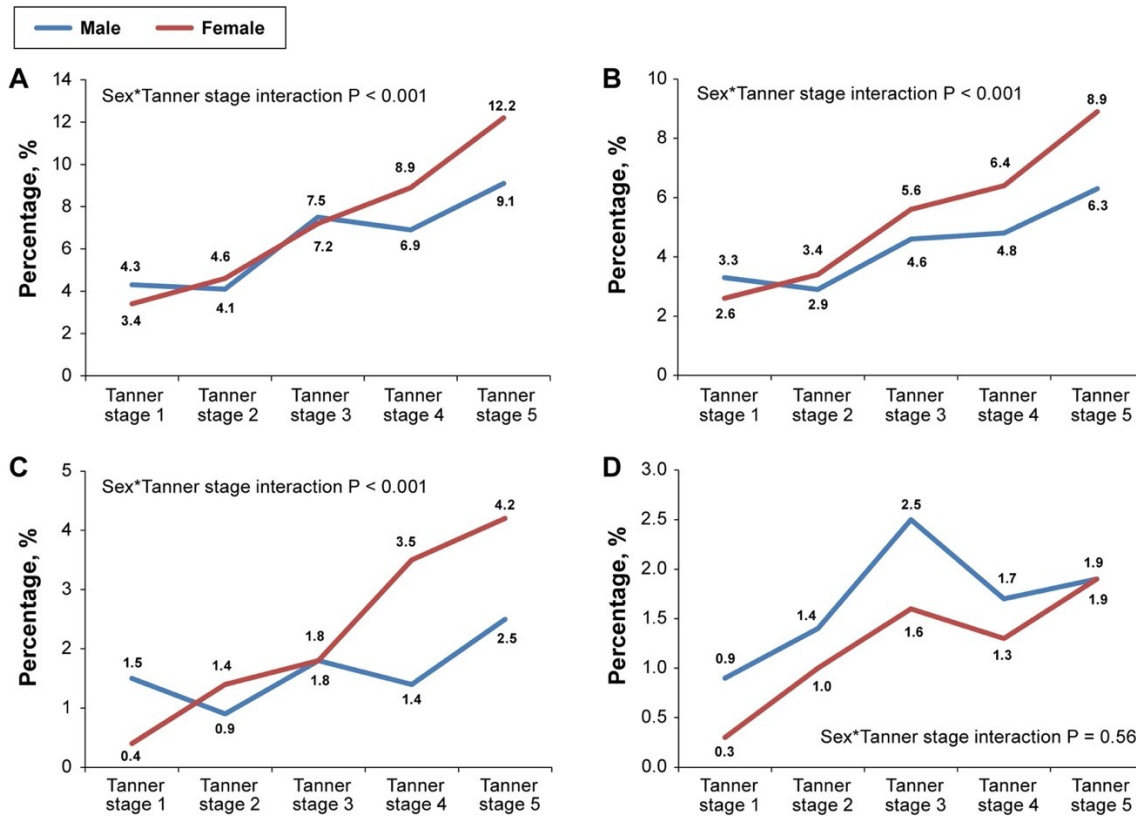 Male Female
A
Sex*Tanner stage interaction P < 0.001
Percentage, %
14
12
10
8
6
4
2
0
4.3
3.4
4.6
4.1
7.5
7.2
8.9
6.9
12.2
9.1
Tanner stage 1
Tanner stage 2
Tanner stage 3
Tanner stage 4
Tanner stage 5
B
Sex*Tanner stage interaction P < 0.001
Percentage, %
10
8
6
4
2
0
3.3
2.6
3.4
2.9
5.6
4.6
6.4
4.8
8.9
6.3
Tanner stage 1
Tanner stage 2
Tanner stage 3
Tanner stage 4
Tanner stage 5
C
Sex*Tanner stage interaction P < 0.001
Percentage, %
5
4
3
2
1
0
1.5
0.4
1.4
0.9
1.8
1.8
3.5
1.4
4.2
2.5
Tanner stage 1
Tanner stage 2
Tanner stage 3
Tanner stage 4
Tanner stage 5
D
Percentage, %
3.0
2.5
2.0
1.5
1.0
0.5
0.0
0.9
0.3
1.4
1.0
2.5
1.6
1.7
1.3
1.9
1.9
Sex*Tanner stage interaction P = 0.56
Tanner stage 1
Tanner stage 2
Tanner stage 3
Tanner stage 4
Tanner stage 5